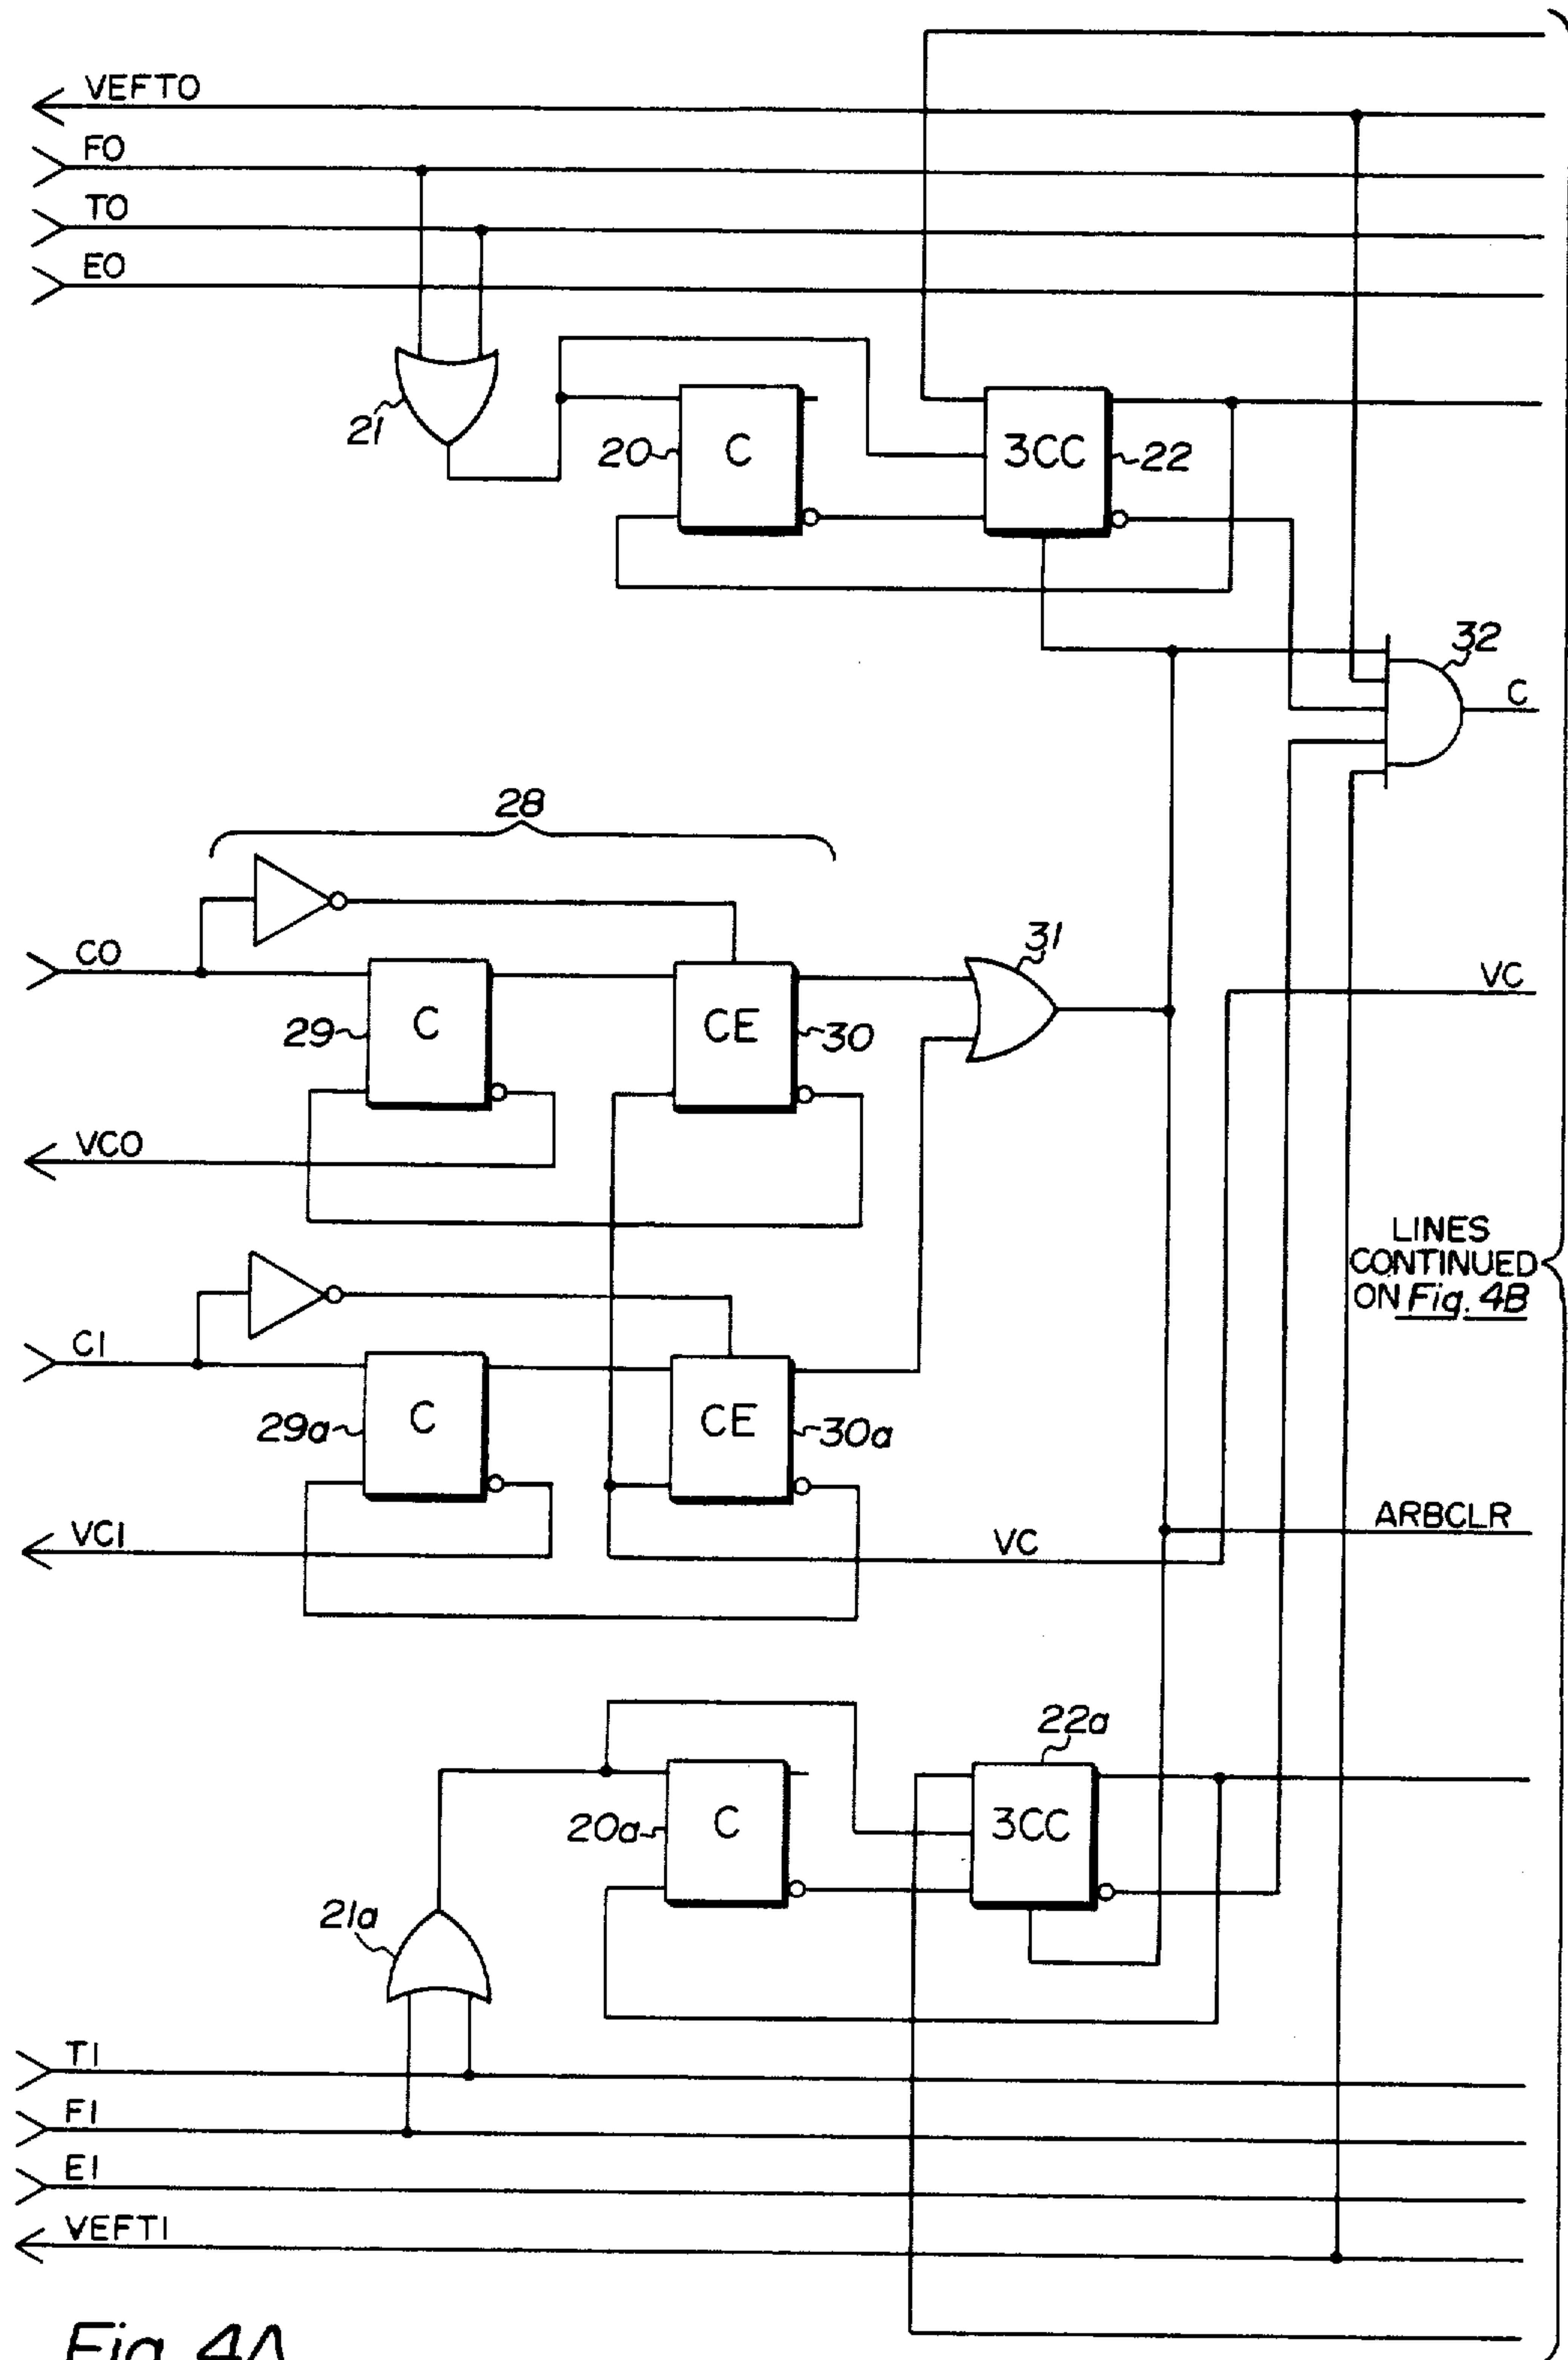 VEFTO
FO
TO
EO
21
20
C
3CC
22
32
C
28
CO
29
C
CE
30
31
VC
VCO
LINES
CONTINUED
ON Fig. 4B
CI
29a
C
CE
30a
VCI
VC
ARBCLR
22a
20a
C
3CC
21a
TI
FI
EI
VEFTI
Fig. 4A